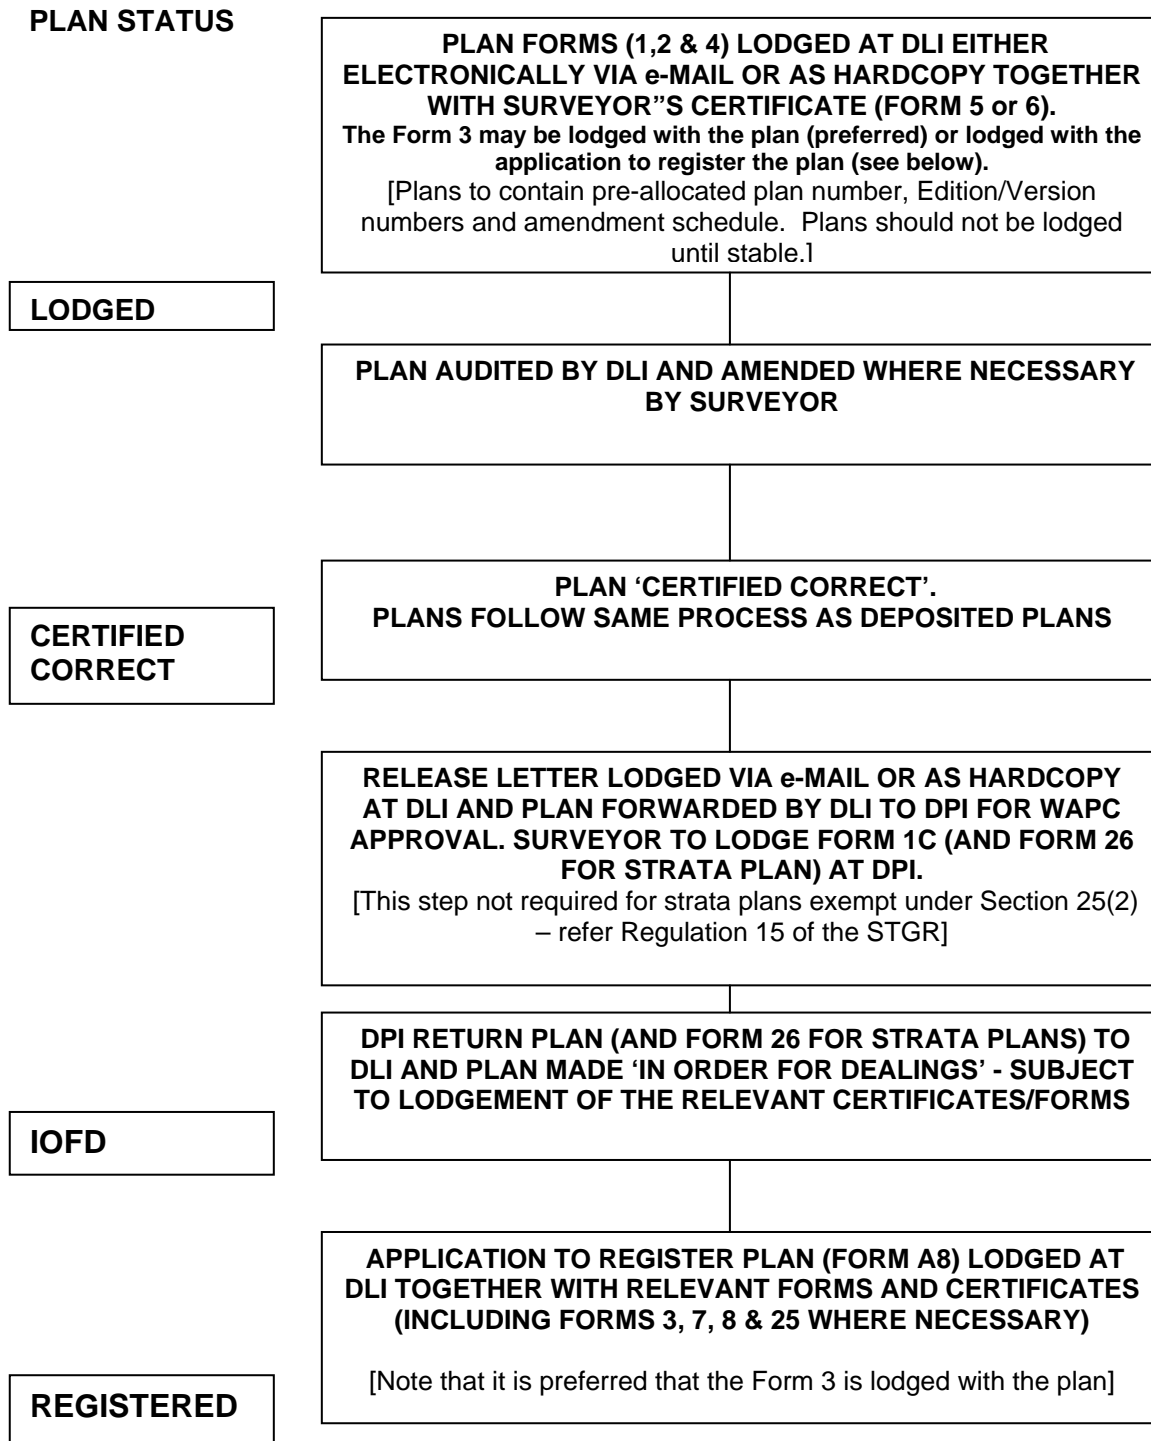 PLAN STATUS
PLAN FORMS (1,2 & 4) LODGED AT DLI EITHER
ELECTRONICALLY VIA e-MAIL OR AS HARDCOPY TOGETHER
WITH SURVEYOR"S CERTIFICATE (FORM 5 or 6).
The Form 3 may be lodged with the plan (preferred) or lodged with the
application to register the plan (see below).
[Plans to contain pre-allocated plan number, Edition/Version
numbers and amendment schedule. Plans should not be lodged
until stable.]
LODGED
PLAN AUDITED BY DLI AND AMENDED WHERE NECESSARY
BY SURVEYOR
PLAN ‘CERTIFIED CORRECT’.
PLANS FOLLOW SAME PROCESS AS DEPOSITED PLANS
CERTIFIED
CORRECT
RELEASE LETTER LODGED VIA e-MAIL OR AS HARDCOPY
AT DLI AND PLAN FORWARDED BY DLI TO DPI FOR WAPC
APPROVAL. SURVEYOR TO LODGE FORM 1C (AND FORM 26
FOR STRATA PLAN) AT DPI.
[This step not required for strata plans exempt under Section 25(2)
– refer Regulation 15 of the STGR]
DPI RETURN PLAN (AND FORM 26 FOR STRATA PLANS) TO
DLI AND PLAN MADE ‘IN ORDER FOR DEALINGS’ - SUBJECT
TO LODGEMENT OF THE RELEVANT CERTIFICATES/FORMS
IOFD
APPLICATION TO REGISTER PLAN (FORM A8) LODGED AT
DLI TOGETHER WITH RELEVANT FORMS AND CERTIFICATES
(INCLUDING FORMS 3, 7, 8 & 25 WHERE NECESSARY)
[Note that it is preferred that the Form 3 is lodged with the plan]
REGISTERED